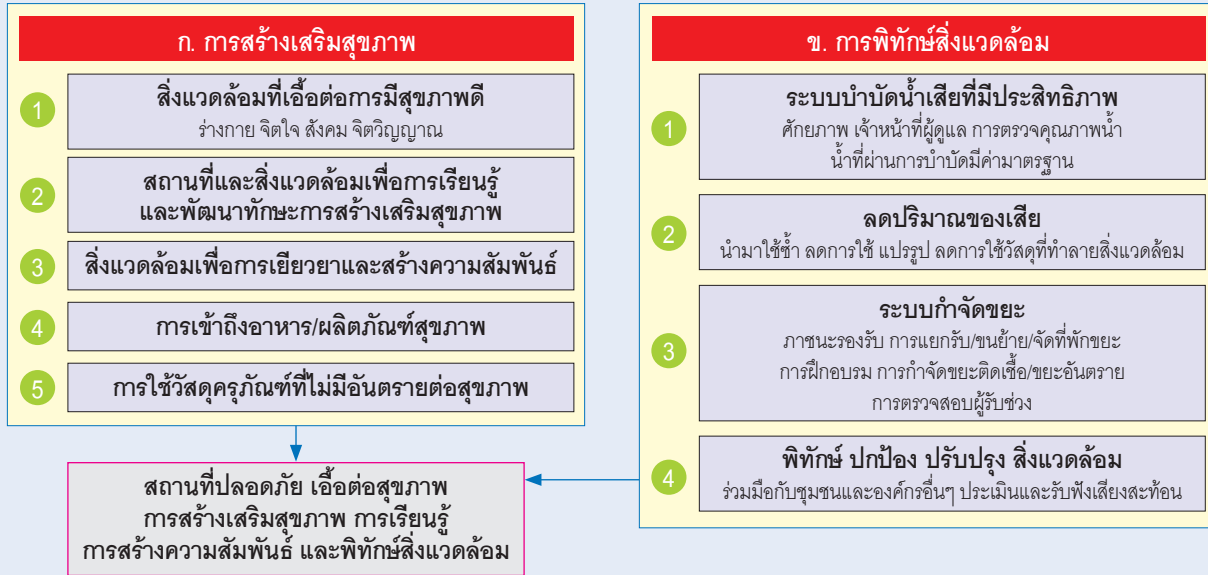 ก. การสร้างเสริมสุขภาพ
1
สิ่งแวดล้อมที่เอื้อต่อการมีสุขภาพดี
ร่างกาย จิตใจ สังคม จิตวิญญาณ
2
สถานที่และสิ่งแวดล้อมเพื่อการเรียนรู้
และพัฒนาทักษะการสร้างเสริมสุขภาพ
3
สิ่งแวดล้อมเพื่อการเยียวยาและสร้างความสัมพันธ์
4
การเข้าถึงอาหาร/ผลิตภัณฑ์สุขภาพ
5
การใช้วัสดุครุภัณฑ์ที่ไม่มีอันตรายต่อสุขภาพ
ข. การพิทักษ์สิ่งแวดล้อม
1
ระบบบำบัดน้ำเสียที่มีประสิทธิภาพ
ศักยภาพ เจ้าหน้าที่ผู้ดูแล การตรวจคุณภาพน้ำ
น้ำที่ผ่านการบำบัดมีค่ามาตรฐาน
2
ลดปริมาณของเสีย
นำมาใช้ซ้ำ ลดการใช้ แปรรูป ลดการใช้วัสดุที่ทำลายสิ่งแวดล้อม
3
ระบบกำจัดขยะ
ภาชนะรองรับ การแยกรับ/ขนย้าย/จัดที่พักขยะ
การฝึกอบรม การกำจัดขยะติดเชื้อ/ขยะอันตราย
การตรวจสอบผู้รับช่วง
4
พิทักษ์ ปกป้อง ปรับปรุง สิ่งแวดล้อม
ร่วมมือกับชุมชนและองค์กรอื่นๆ ประเมินและรับฟังเสียงสะท้อน
สถานที่ปลอดภัย เอื้อต่อสุขภาพ
การสร้างเสริมสุขภาพ การเรียนรู้
การสร้างความสัมพันธ์ และพิทักษ์สิ่งแวดล้อม